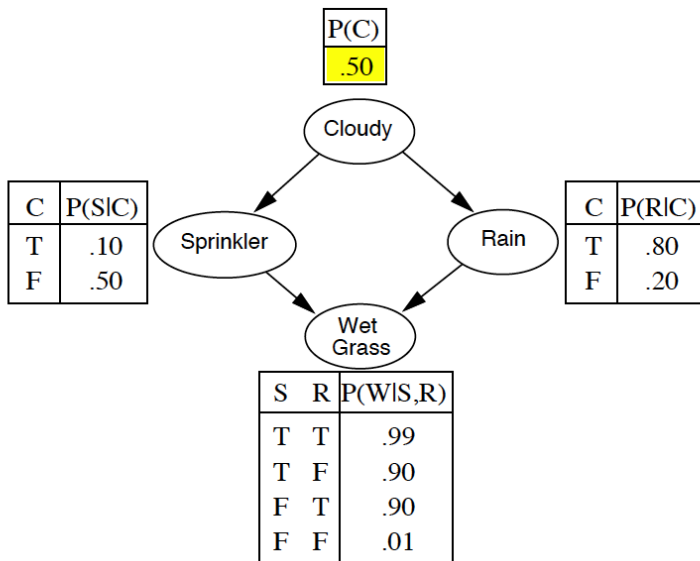 P(C)
.50
Cloudy
C P(S|C)
T .10
F .50
Sprinkler
Rain
C P(R|C)
T .80
F .20
Wet
Grass
S R P(W|S,R)
T T .99
T F .90
F T .90
F F .01